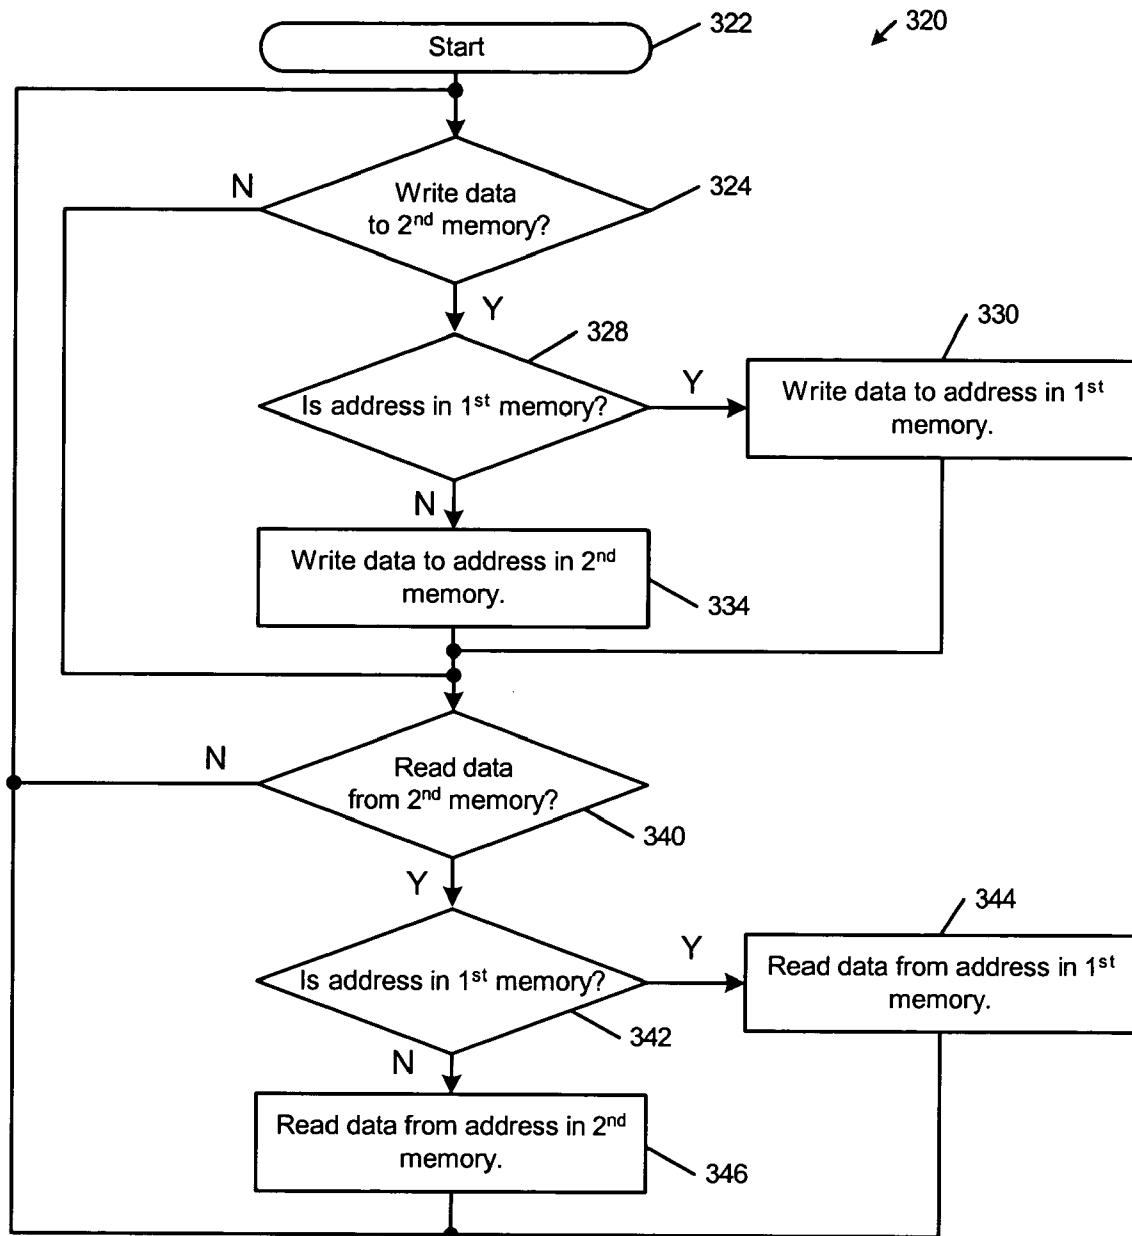 Start
322
320
N
Write data
to 2nd memory?
324
Y
328
Is address in 1st memory?
Y
330
Write data to address in 1st
memory.
N
Write data to address in 2nd
memory.
334
N
Read data
from 2nd memory?
340
Y
Is address in 1st memory?
342
Y
344
Read data from address in 1st
memory.
N
Read data from address in 2nd
memory.
346